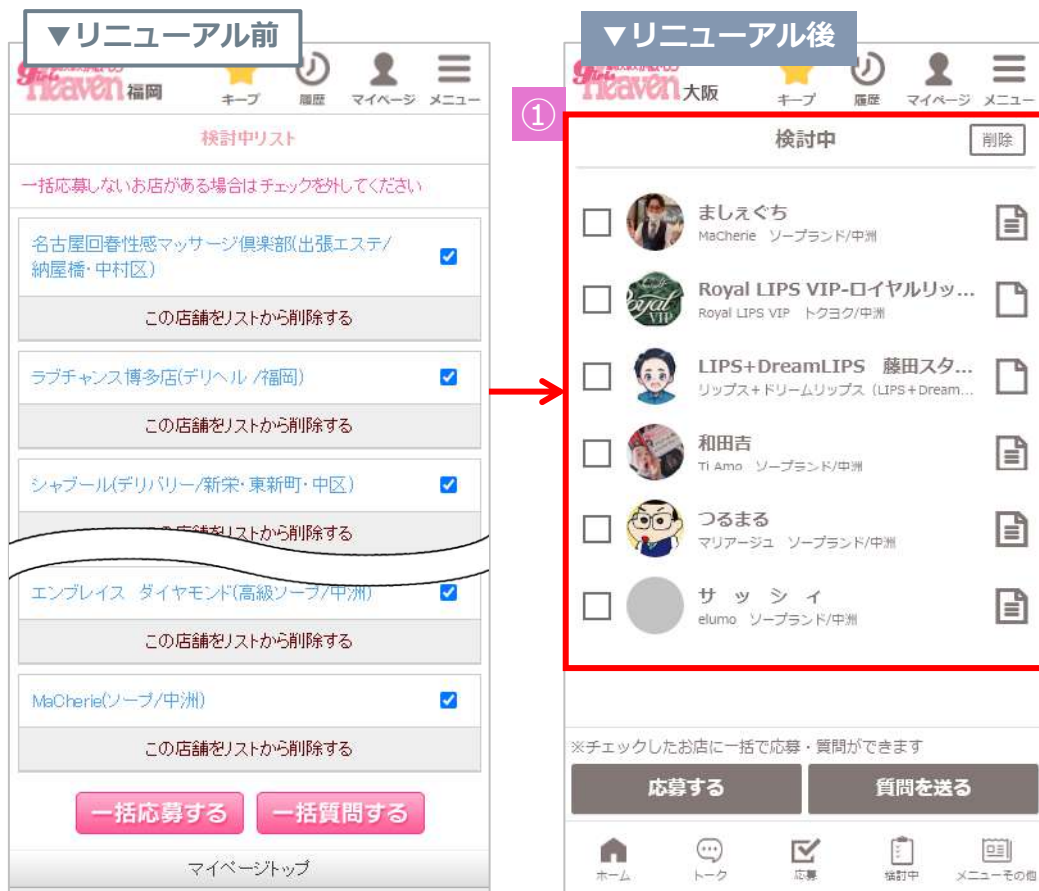 ▼リニューアル前
Girls
Heaven 福岡
キープ
履歴
マイページ
メニュー
検討中リスト
一括応募しないお店がある場合はチェックを外してください
名古屋回春性感マッサージ倶楽部(出張エステ/
納屋橋・中村区)
この店舗をリストから削除する
ラブチャンス博多店(デリヘル /福岡)
この店舗をリストから削除する
シャブール(デリバリー/新栄・東新町・中区)
この店舗をリストから削除する
エンブレイス ダイヤモンド(高級ソープ/中洲)
この店舗をリストから削除する
MaCherie(ソープ/中洲)
この店舗をリストから削除する
一括応募する
一括質問する
マイページトップ
▼リニューアル後
Girls
Heaven 大阪
キープ
履歴
マイページ
メニュー
①
検討中
削除
ましぇぐち
MaCherie ソープランド/中洲
Royal LIPS VIP-ロイヤルリッ...
Royal LIPS VIP トクヨク/中洲
LIPS+DreamLIPS 藤田スタ...
リップス+ドリームリップス（LIPS+Dream...
和田吉
Ti Amo ソープランド/中洲
つるまる
マリアージュ ソープランド/中洲
サ ッ シ ィ
elumo ソープランド/中洲
※チェックしたお店に一括で応募・質問ができます
応募する
質問を送る
ホーム
トーク
応募
検討中
メニューその他